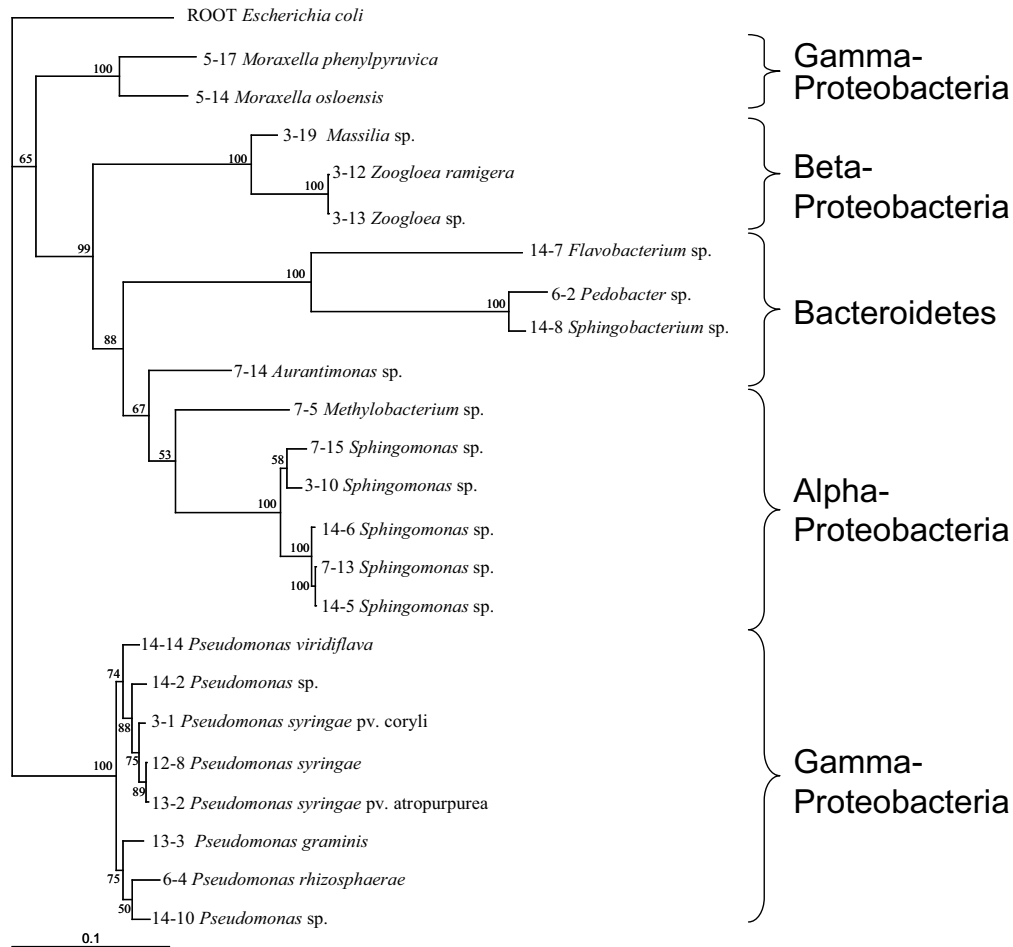 ROOT Escherichia coli
5-17 Moraxella phenylpyruvica
100
5-14 Moraxella osloensis
Gamma-
Proteobacteria
3-19 Massilia sp.
65
100
3-12 Zoogloea ramigera
100
3-13 Zoogloea sp.
Beta-
Proteobacteria
99
14-7 Flavobacterium sp.
100
6-2 Pedobacter sp.
100
14-8 Sphingobacterium sp.
Bacteroidetes
88
7-14 Aurantimonas sp.
67
7-5 Methylobacterium sp.
53
7-15 Sphingomonas sp.
58
3-10 Sphingomonas sp.
100
14-6 Sphingomonas sp.
100
7-13 Sphingomonas sp.
100
14-5 Sphingomonas sp.
Alpha-
Proteobacteria
14-14 Pseudomonas viridiflava
74
14-2 Pseudomonas sp.
88
3-1 Pseudomonas syringae pv. coryli
75
12-8 Pseudomonas syringae
100
89
13-2 Pseudomonas syringae pv. atropurpurea
13-3 Pseudomonas graminis
75
6-4 Pseudomonas rhizosphaerae
50
14-10 Pseudomonas sp.
Gamma-
Proteobacteria
0.1